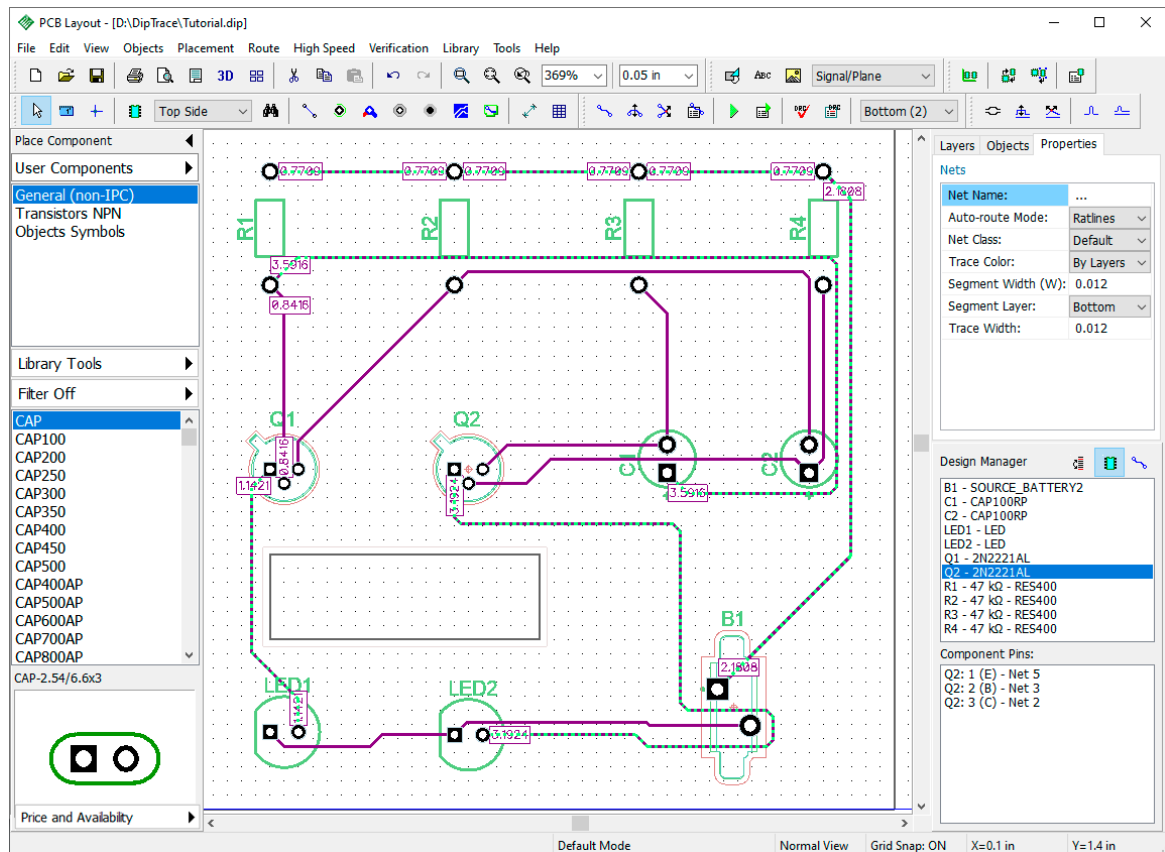 PCB Layout - [D:\DipTrace\Tutorial.dip]
File Edit View Objects Placement Route High Speed Verification Library Tools Help
3D 369% 0.05 in ABC Signal/Plane
Top Side DRC DRC Bottom (2)
Place Component
User Components
General (non-IPC)
Transistors NPN
Objects Symbols
Library Tools
Filter Off
CAP
CAP100
CAP200
CAP250
CAP300
CAP350
CAP400
CAP450
CAP500
CAP400AP
CAP500AP
CAP600AP
CAP700AP
CAP800AP
CAP-2.54/6.6x3
Price and Availabilty
0.7709 0.7709 0.7709 0.7709 0.7709 0.7709
2.1808
R1 R2 R3 R4
3.5916
0.8416
Q1 Q2
0.8416
C1 C2
1.1421
3.1924
3.5916
B1
2.1808
LED1 LED2
1.1421
3.1924
Layers Objects Properties
Nets
Net Name: ...
Auto-route Mode: Ratlines
Net Class: Default
Trace Color: By Layers
Segment Width (W): 0.012
Segment Layer: Bottom
Trace Width: 0.012
Design Manager
B1 - SOURCE_BATTERY2
C1 - CAP100RP
C2 - CAP100RP
LED1 - LED
LED2 - LED
Q1 - 2N2221AL
Q2 - 2N2221AL
R1 - 47 kΩ - RES400
R2 - 47 kΩ - RES400
R3 - 47 kΩ - RES400
R4 - 47 kΩ - RES400
Component Pins:
Q2: 1 (E) - Net 5
Q2: 2 (B) - Net 3
Q2: 3 (C) - Net 2
Default Mode Normal View Grid Snap: ON X=0.1 in Y=1.4 in